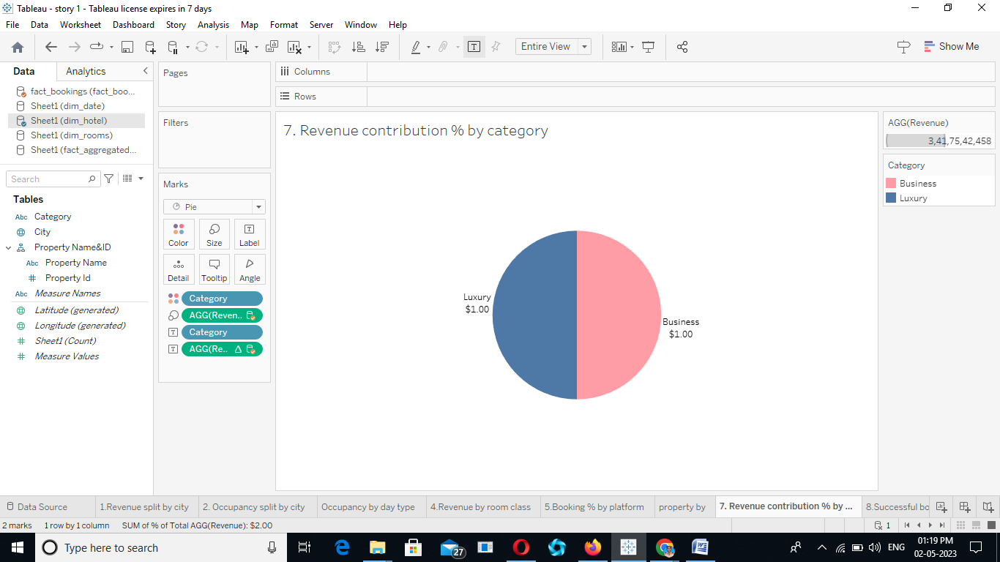 Tableau - story 1 - Tableau license expires in 7 days
File Data Worksheet Dashboard Story Analysis Map Format Server Window Help
Entire View
Show Me
Data Analytics
fact_bookings (fact_boo...
Sheet1 (dim_date)
Sheet1 (dim_hotel)
Sheet1 (dim_rooms)
Sheet1 (fact_aggregated...
Search
Tables
Abc Category
City
Property Name&ID
Abc Property Name
# Property Id
Abc Measure Names
Latitude (generated)
Longitude (generated)
# Sheet1 (Count)
# Measure Values
Pages
Filters
Marks
Pie
Color Size Label
Detail Tooltip Angle
Category
AGG(Reven..
Category
AGG(Re..
Columns
Rows
7. Revenue contribution % by category
Luxury
$1.00
Business
$1.00
AGG(Revenue)
3,41,75,42,458
Category
Business
Luxury
Data Source 1.Revenue split by city 2. Occupancy split by city Occupancy by day type 4.Revenue by room class 5.Booking % by platform property by 7. Revenue contribution % by ... 8.Successful bo
2 marks 1 row by 1 column SUM of % of Total AGG(Revenue): $2.00
1
Type here to search
27
ENG
01:19 PM
02-05-2023